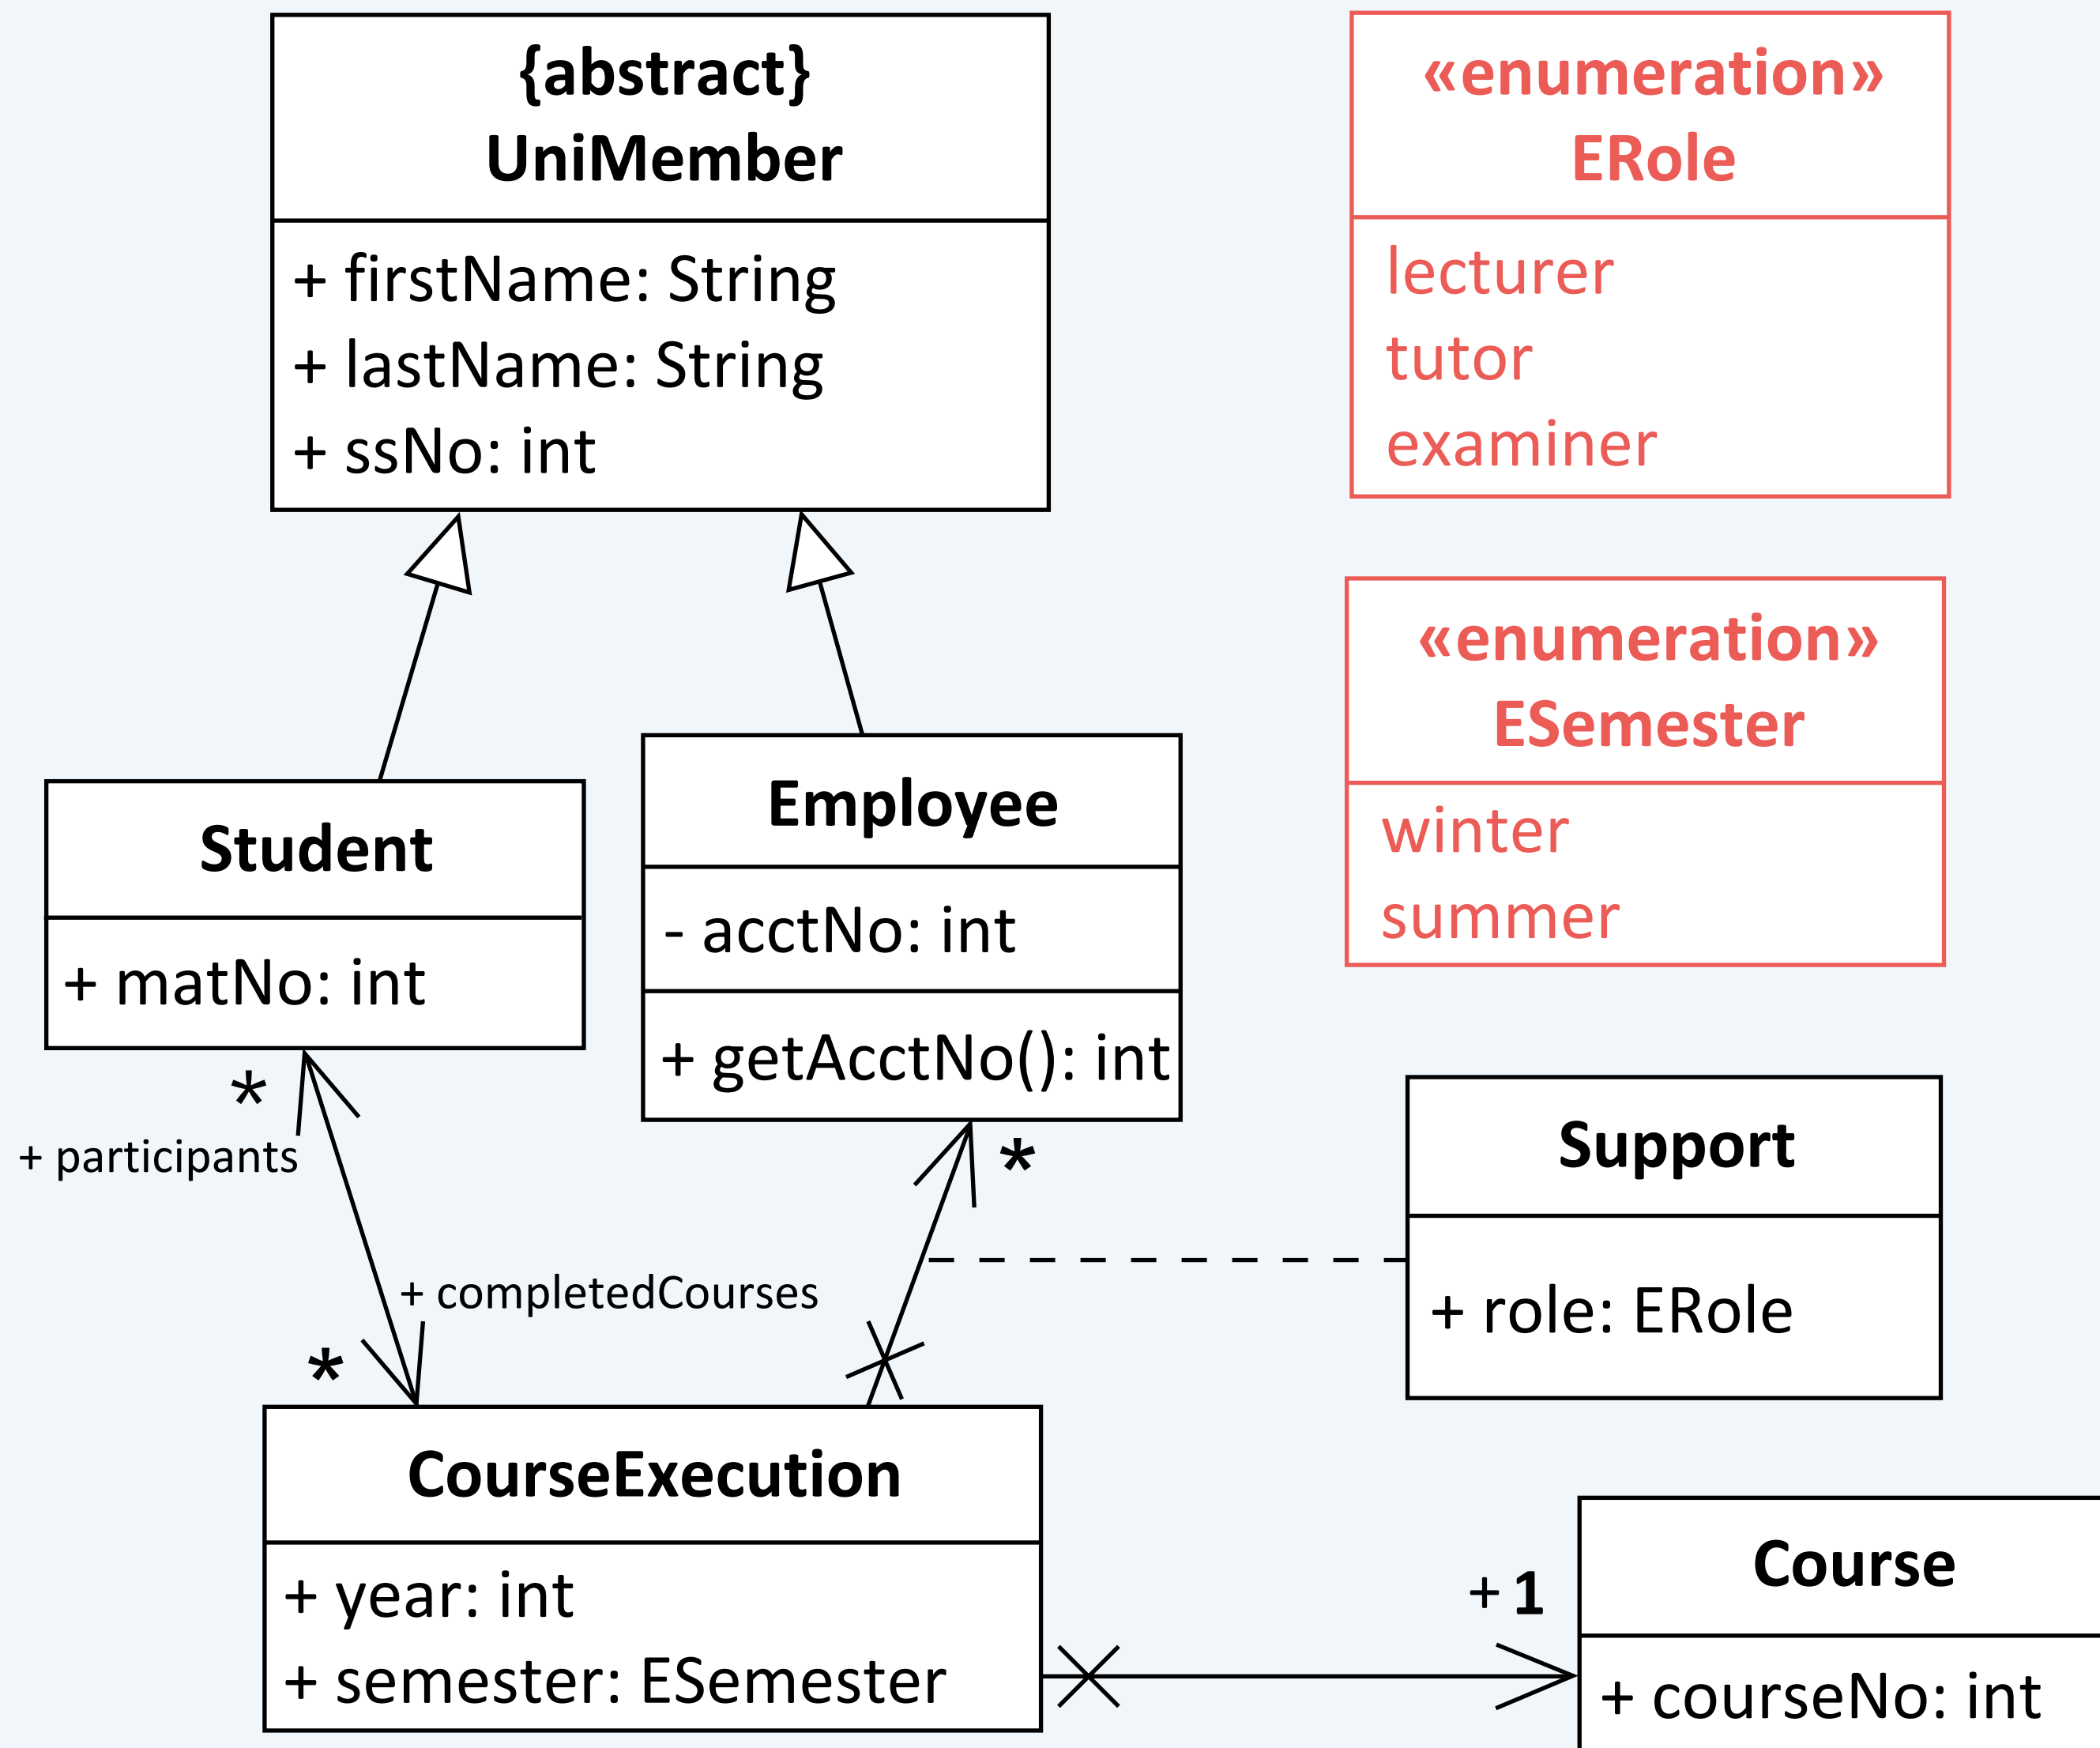 {abstract}
UniMember
+ firstName: String
+ lastName: String
+ ssNo: int
«enumeration»
ERole
lecturer
tutor
examiner
«enumeration»
ESemester
winter
summer
Student
+ matNo: int
Employee
- acctNo: int
+ getAcctNo(): int
*
+ participants
*
Support
+ role: ERole
+ completedCourses
*
CourseExecution
+ year: int
+ semester: ESemester
+ 1
Course
+ courseNo: int